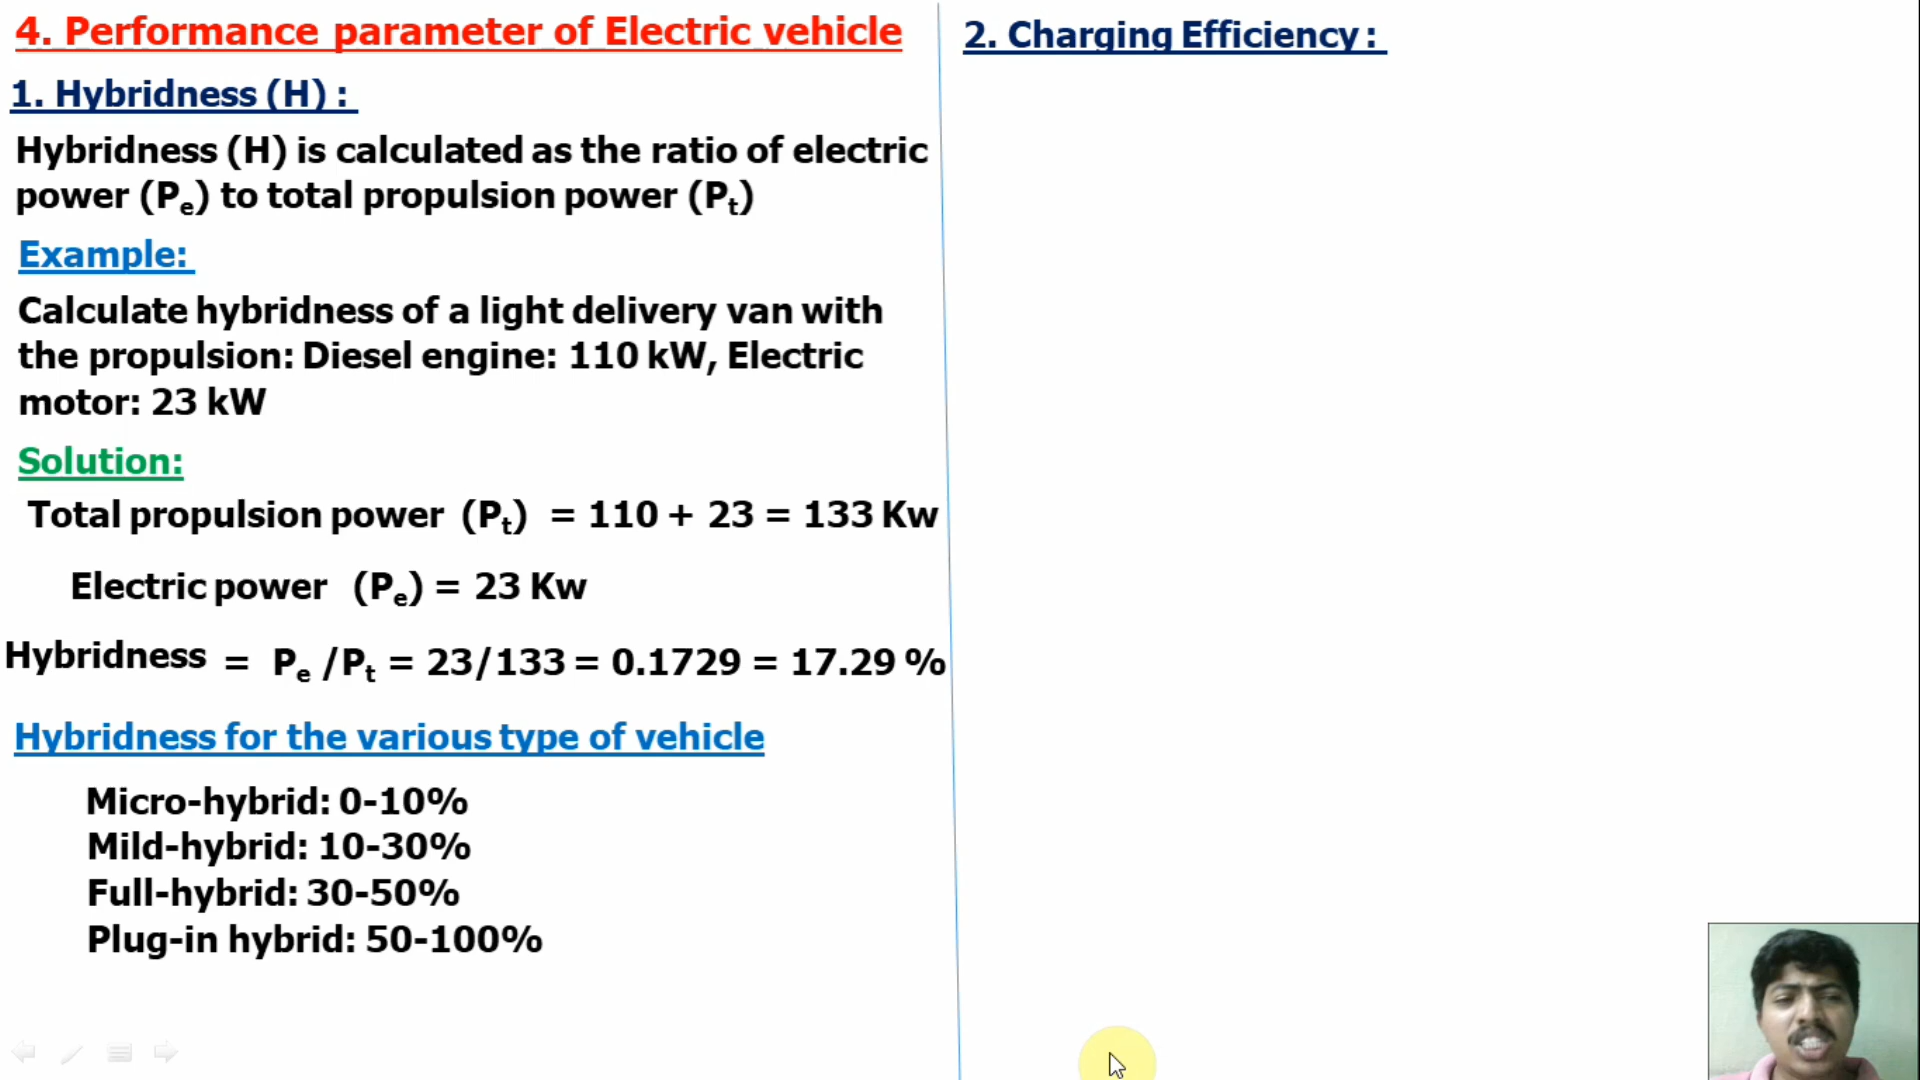 4. Performance parameter of Electric vehicle
1. Hybridness (H) :
Hybridness (H) is calculated as the ratio of electric
power (Pe) to total propulsion power (Pt)
Example:
Calculate hybridness of a light delivery van with
the propulsion: Diesel engine: 110 kW, Electric
motor: 23 kW
Solution:
Total propulsion power (Pt) = 110 + 23 = 133 Kw
Electric power (Pe) = 23 Kw
Hybridness = Pe /Pt = 23/133 = 0.1729 = 17.29 %
Hybridness for the various type of vehicle
Micro-hybrid: 0-10%
Mild-hybrid: 10-30%
Full-hybrid: 30-50%
Plug-in hybrid: 50-100%
2. Charging Efficiency :